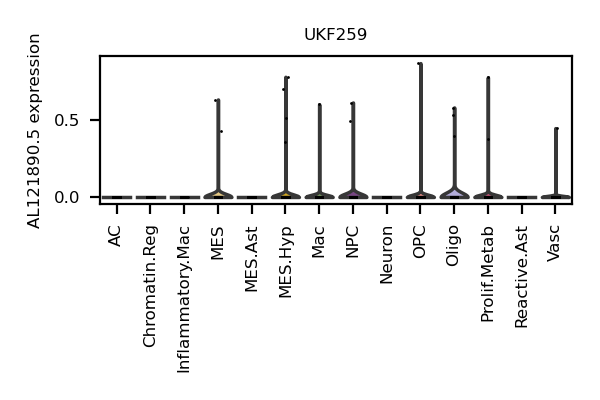 UKF259
AL121890.5 expression
0.5
0.0
AC
Chromatin.Reg
Inflammatory.Mac
MES
MES.Ast
MES.Hyp
Mac
NPC
Neuron
OPC
Oligo
Prolif.Metab
Reactive.Ast
Vasc